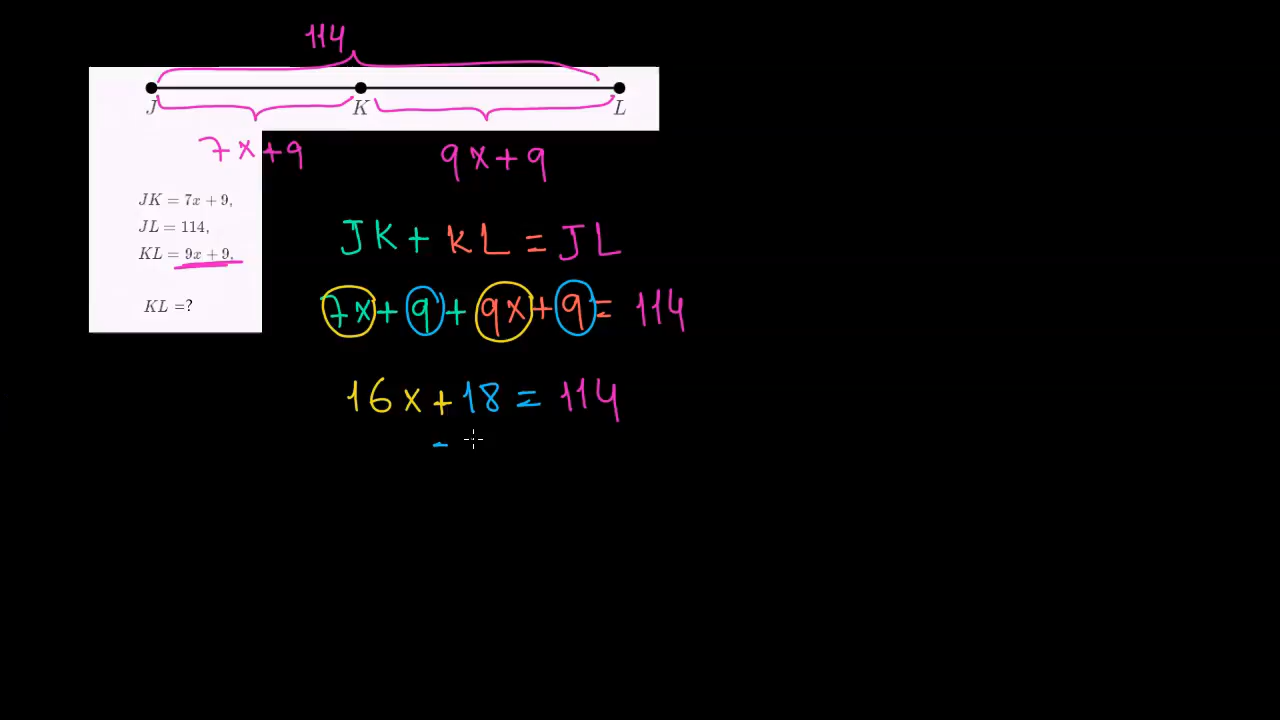 114
J K L
7x+9 9x+9
JK = 7x + 9,
JL = 114,
KL = 9x + 9,
KL =?
JK + KL = JL
7x + 9 + 9x + 9 = 114
16x + 18 = 114
-